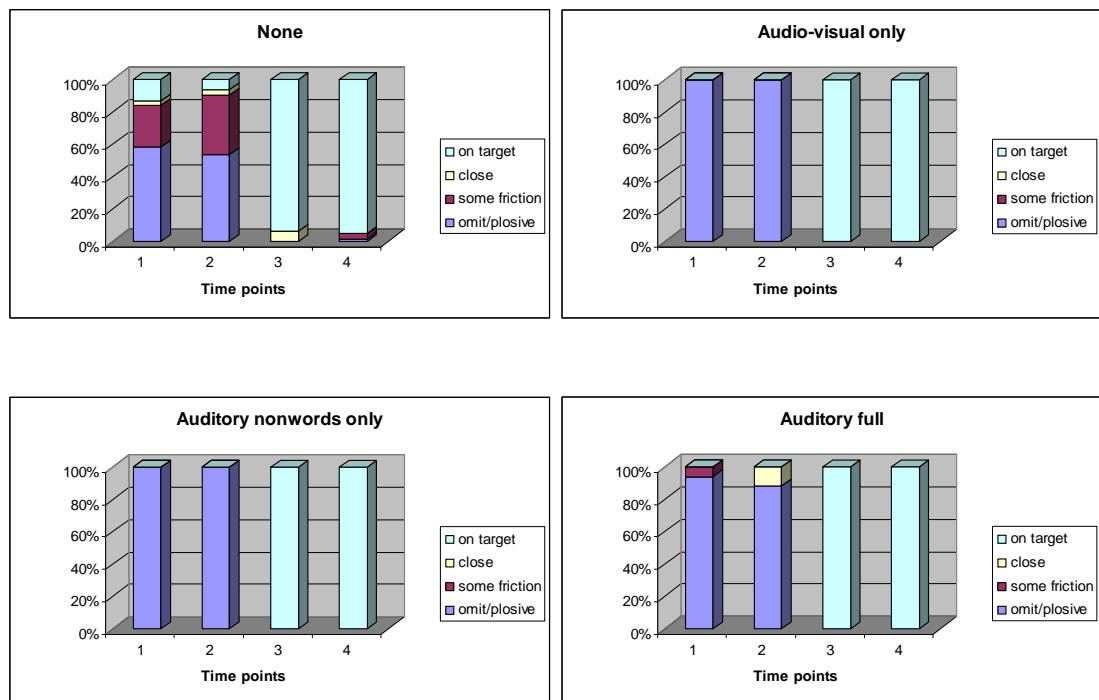 None
100%
80%
60%
40%
20%
0%
1 2 3 4
Time points
on target
close
some friction
omit/plosive
Audio-visual only
100%
80%
60%
40%
20%
0%
1 2 3 4
Time points
on target
close
some friction
omit/plosive
Auditory nonwords only
100%
80%
60%
40%
20%
0%
1 2 3 4
Time points
on target
close
some friction
omit/plosive
Auditory full
100%
80%
60%
40%
20%
0%
1 2 3 4
Time points
on target
close
some friction
omit/plosive